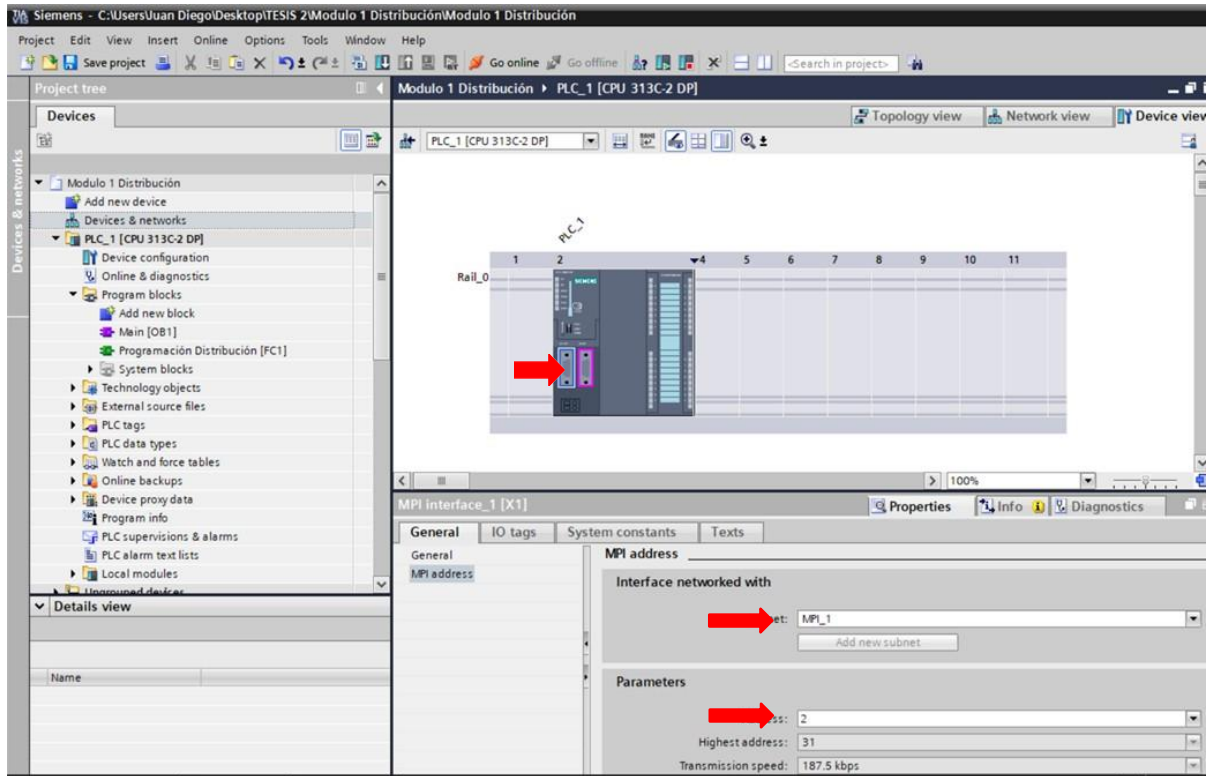 Siemens - C:\Users\Juan Diego\Desktop\TESIS 2\Modulo 1 Distribución\Modulo 1 Distribución
Project Edit View Insert Online Options Tools Window Help
Save project Go online Go offline <Search in project>
Project tree
Devices
Devices & networks
Modulo 1 Distribución
Add new device
Devices & networks
PLC_1 [CPU 313C-2 DP]
Device configuration
Online & diagnostics
Program blocks
Add new block
Main [OB1]
Programación Distribución [FC1]
System blocks
Technology objects
External source files
PLC tags
PLC data types
Watch and force tables
Online backups
Device proxy data
Program info
PLC supervisions & alarms
PLC alarm text lists
Local modules
Ungrouped devices
Details view
Name
Modulo 1 Distribución PLC_1 [CPU 313C-2 DP]
Topology view Network view Device view
PLC_1 [CPU 313C-2 DP]
PLC_1
1 2 4 5 6 7 8 9 10 11
Rail_0
SIEMENS
100%
MPI interface_1 [X1]
Properties Info Diagnostics
General IO tags System constants Texts
General
MPI address
MPI address
Interface networked with
et: MPI_1
Add new subnet
Parameters
ss: 2
Highest address: 31
Transmission speed: 187.5 kbps